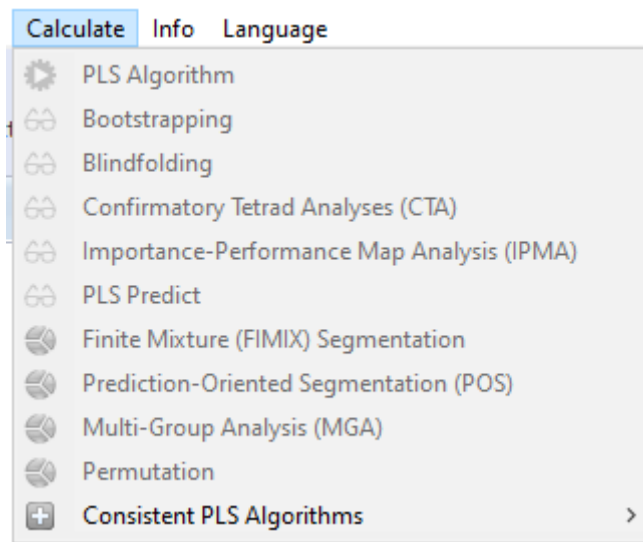 Calculate Info Language
PLS Algorithm
Bootstrapping
Blindfolding
Confirmatory Tetrad Analyses (CTA)
Importance-Performance Map Analysis (IPMA)
PLS Predict
Finite Mixture (FIMIX) Segmentation
Prediction-Oriented Segmentation (POS)
Multi-Group Analysis (MGA)
Permutation
Consistent PLS Algorithms